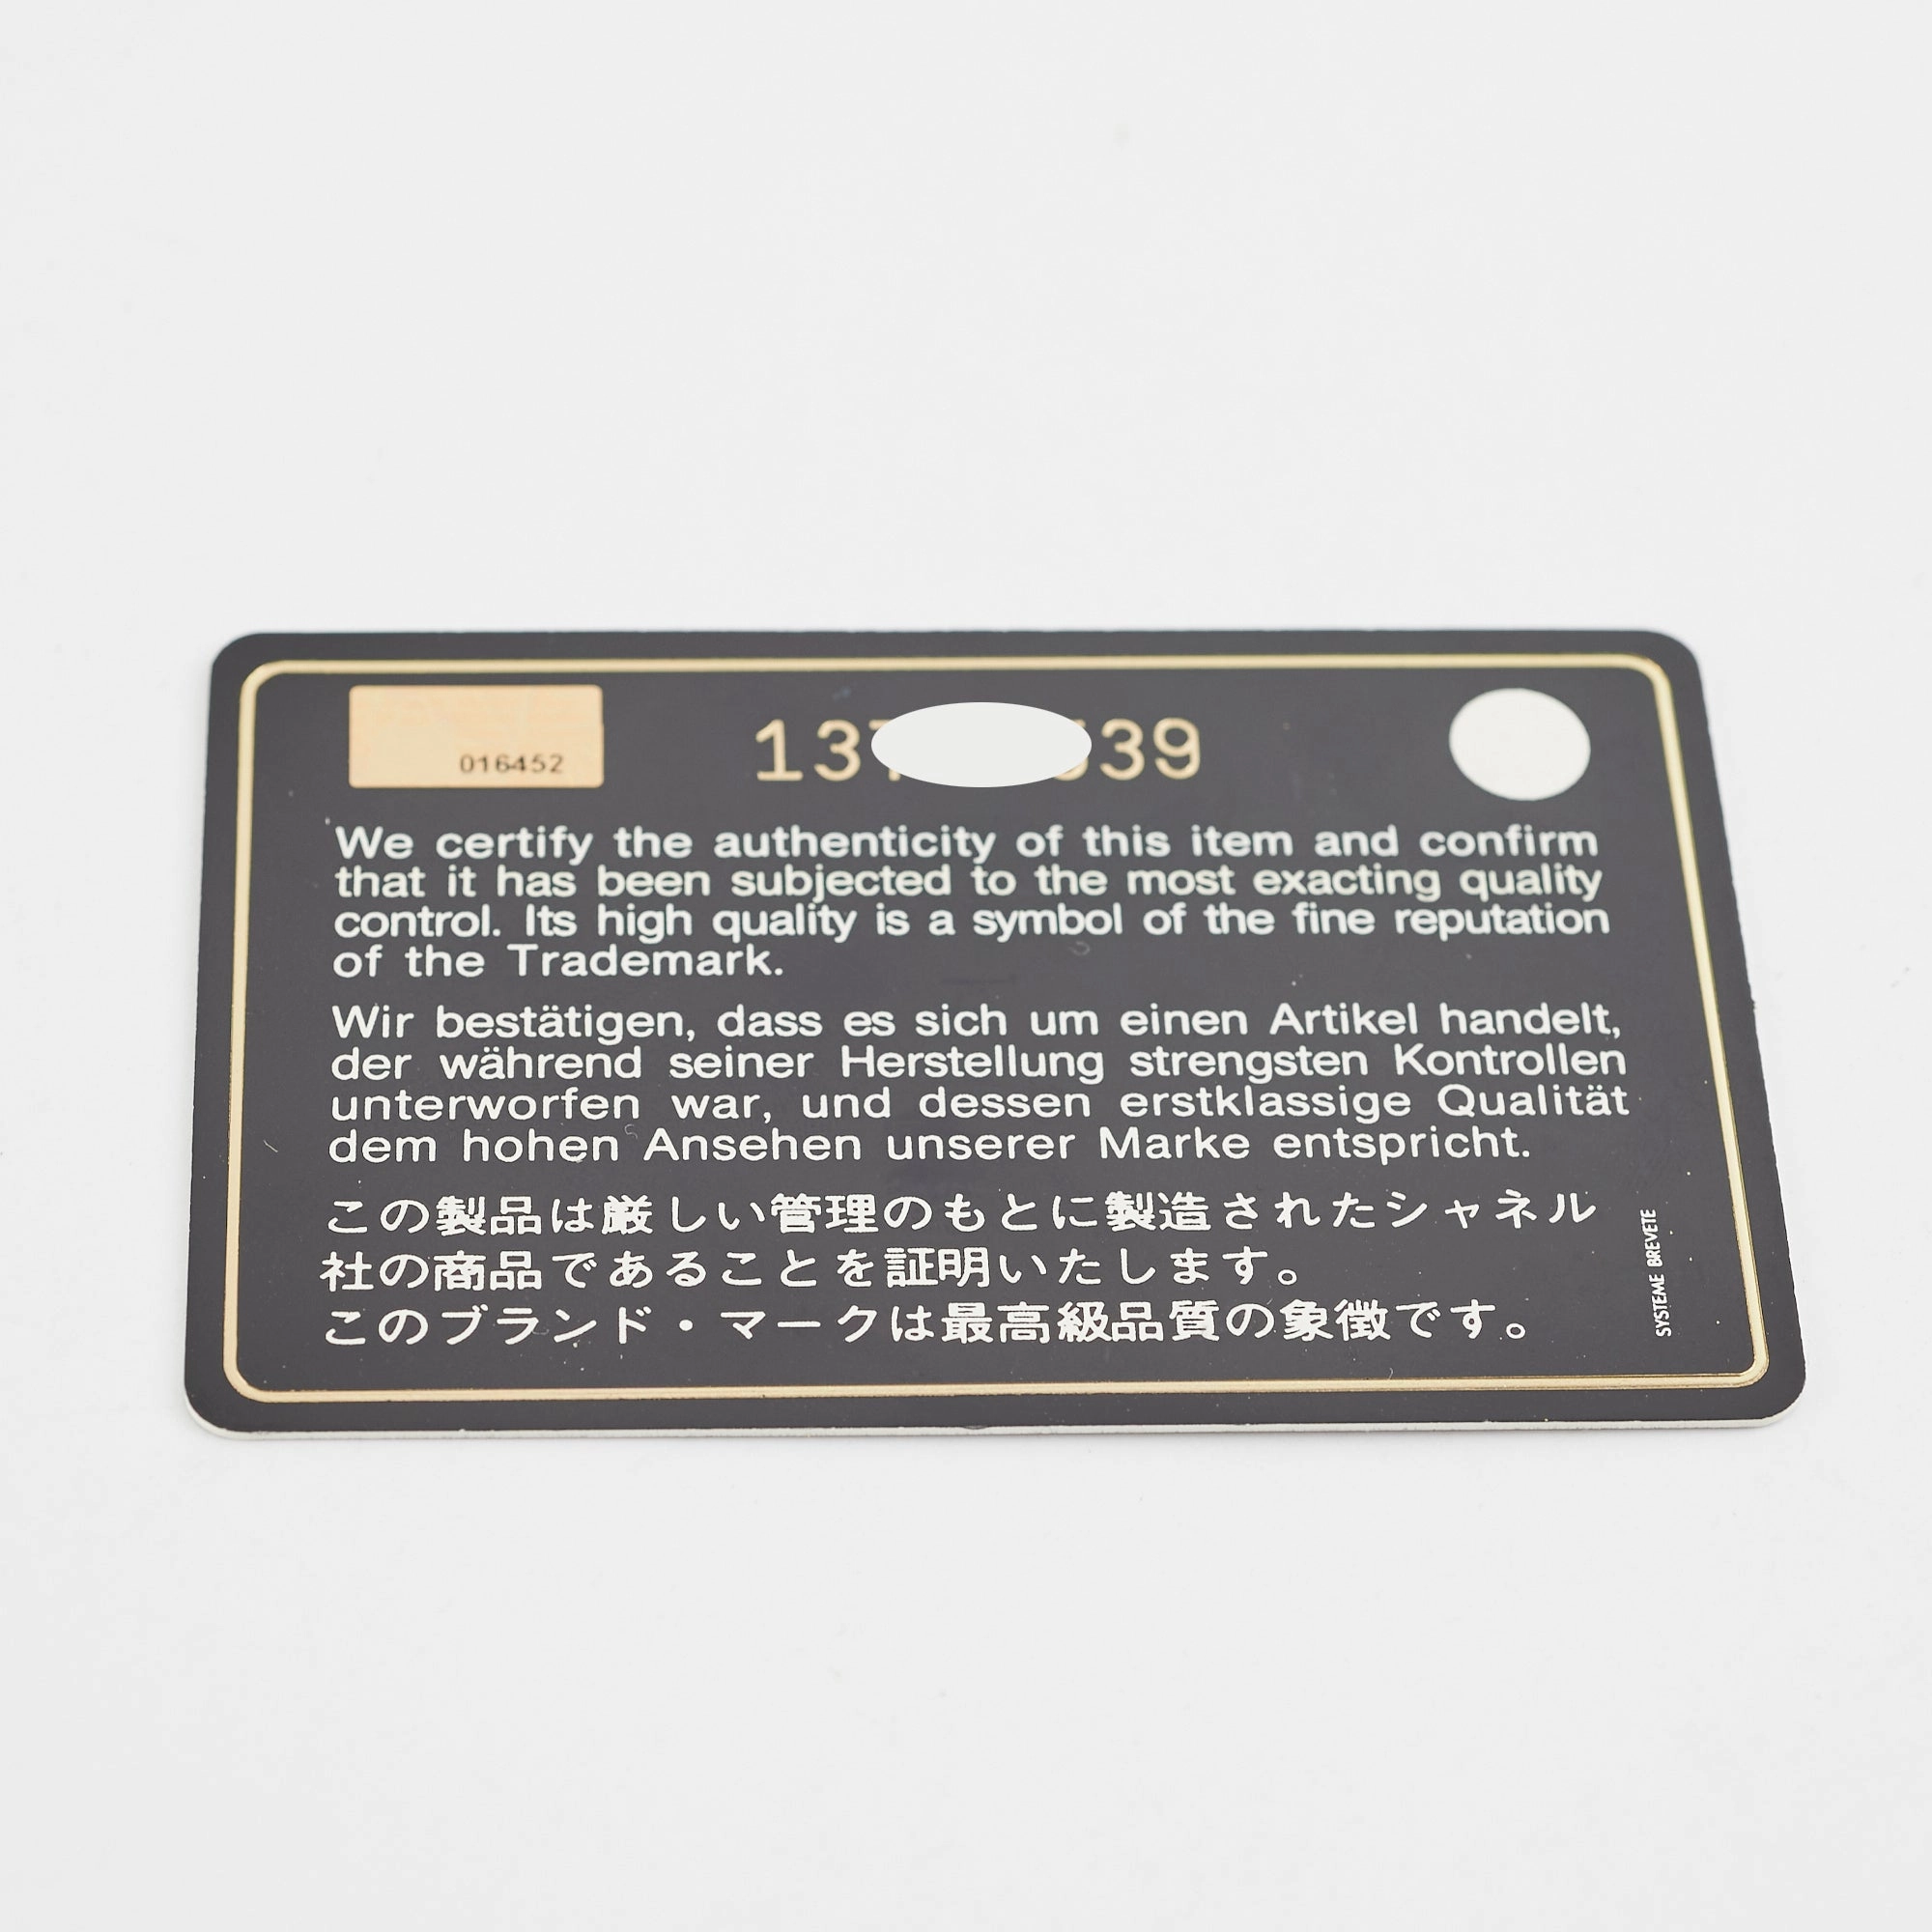 016452
137 539
We certify the authenticity of this item and confirm
that it has been subjected to the most exacting quality
control. Its high quality is a symbol of the fine reputation
of the Trademark.
Wir bestätigen, dass es sich um einen Artikel handelt,
der während seiner Herstellung strengsten Kontrollen
unterworfen war, und dessen erstklassige Qualität
dem hohen Ansehen unserer Marke entspricht.
この製品は厳しい管理のもとに製造されたシャネル
社の商品であることを証明いたします。
このブランド・マークは最高級品質の象徴です。
SYSTEME BREVETE